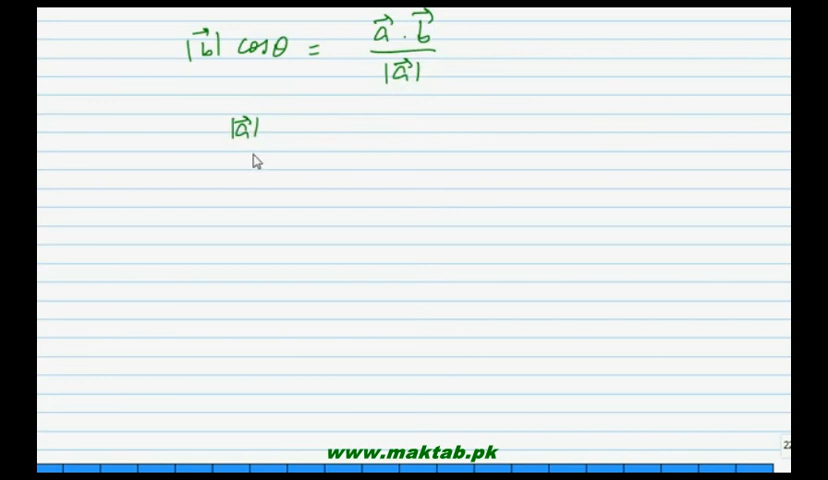 |b⃗| cosθ = a⃗ · b⃗ / |a⃗|
|a⃗|
www.maktab.pk